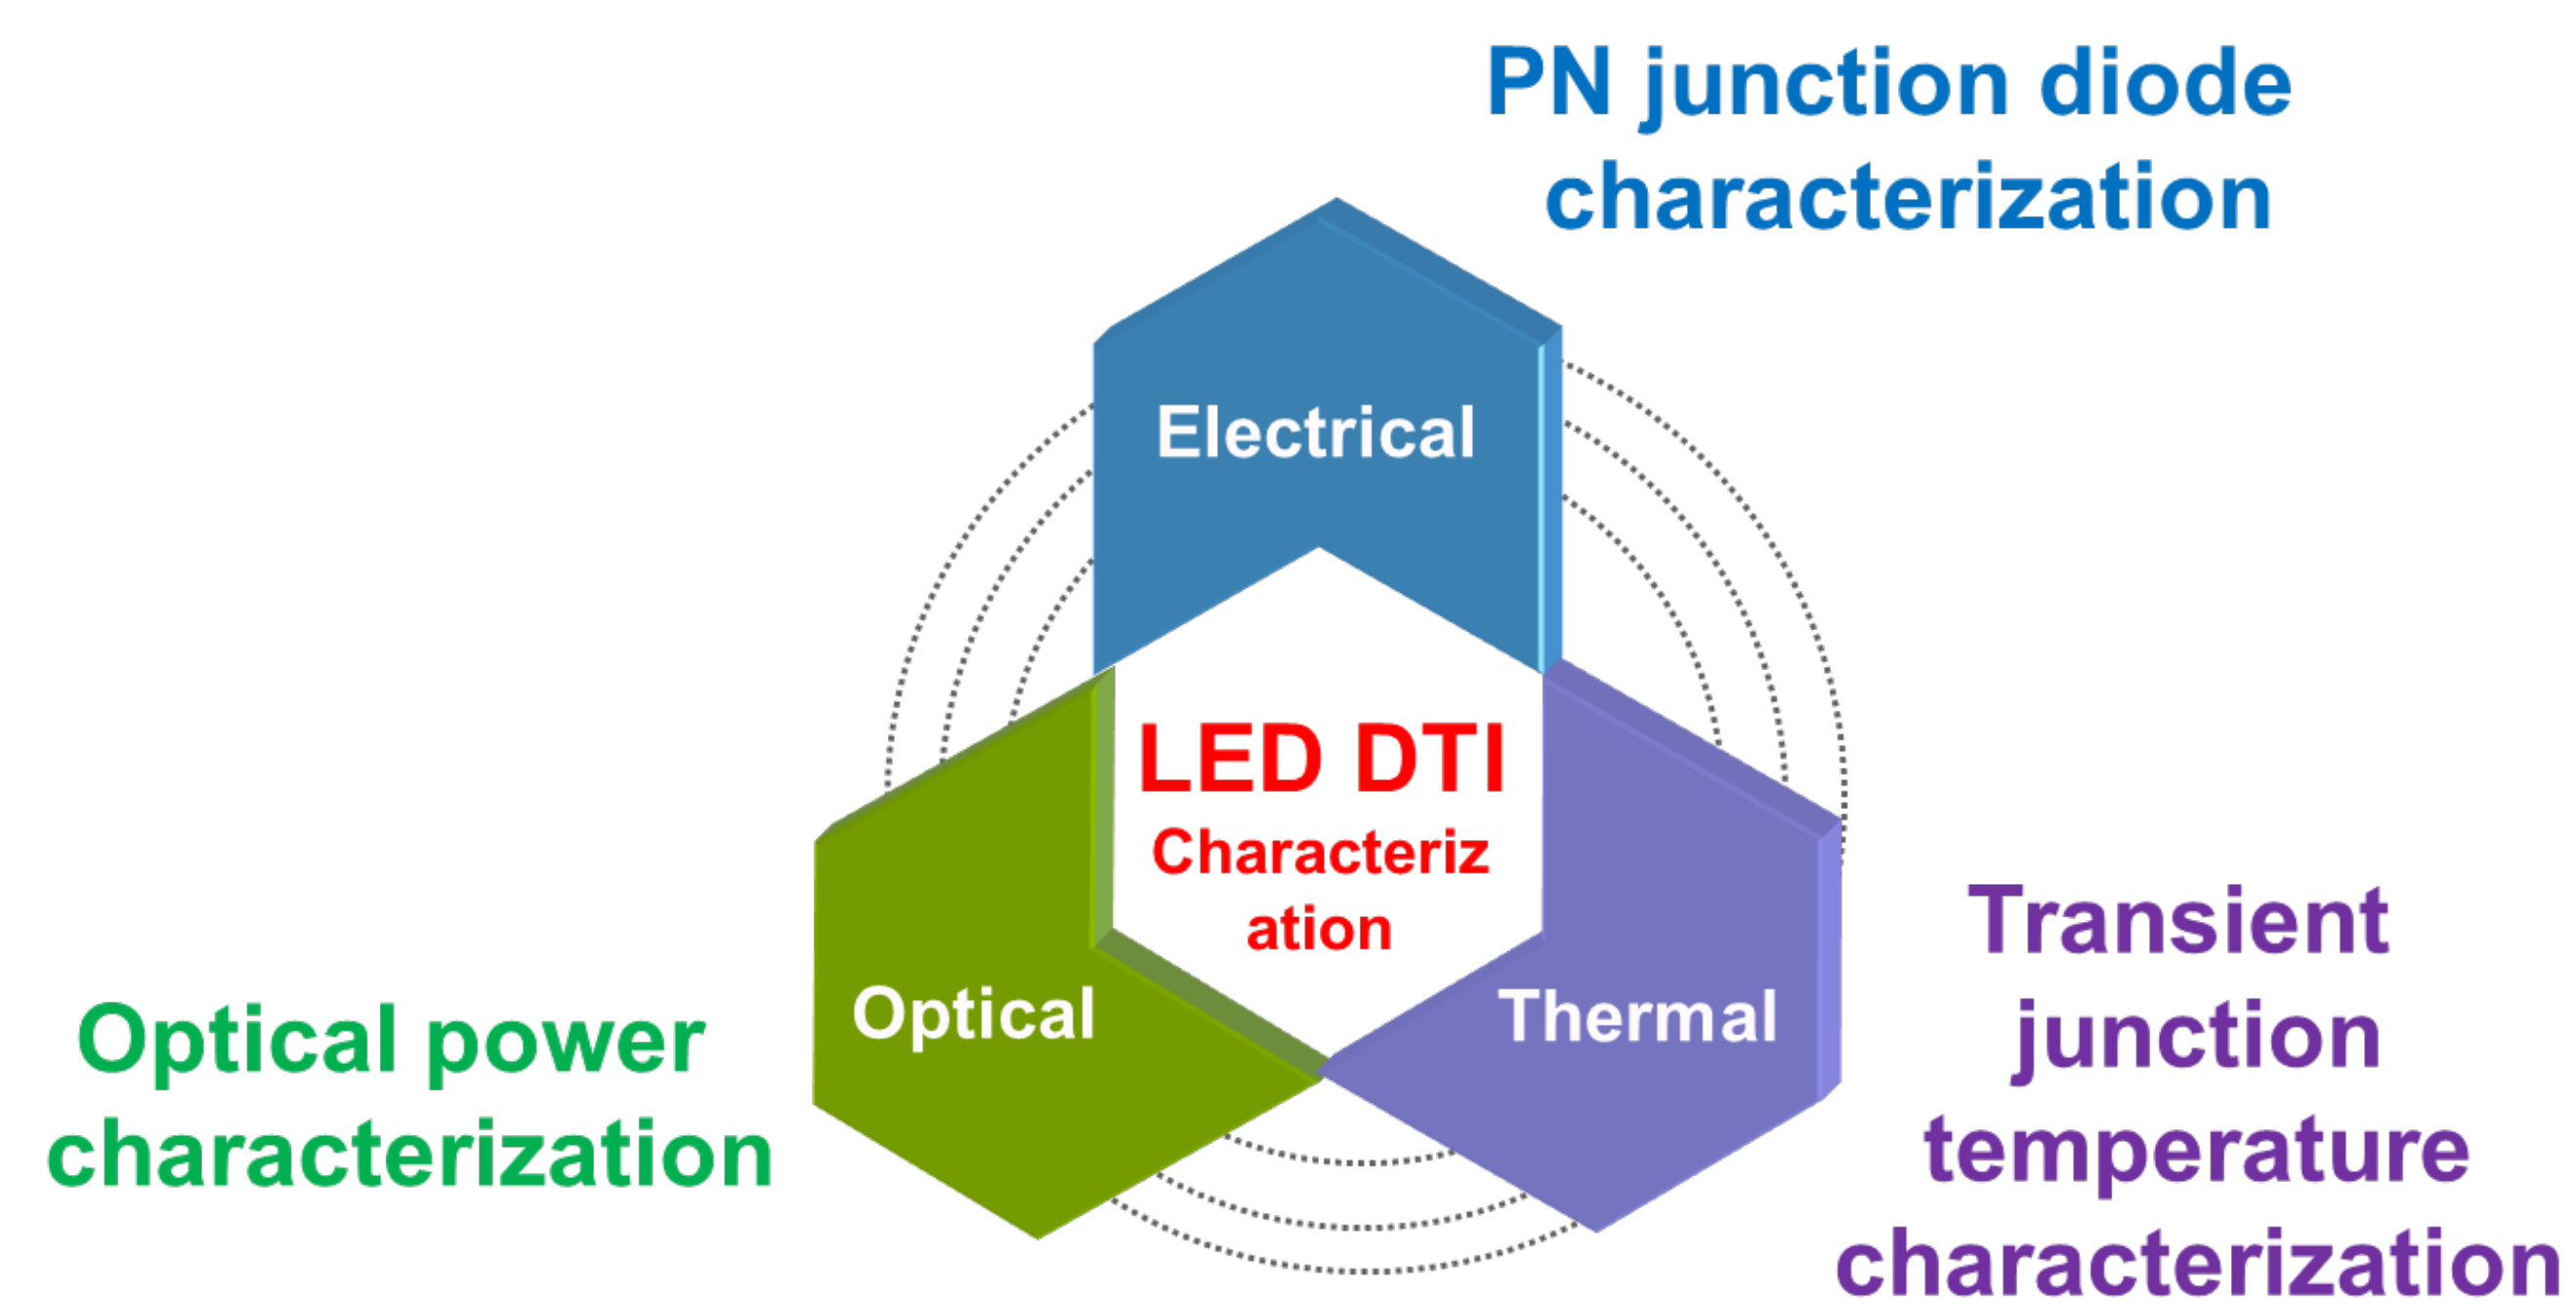 PN junction diode
characterization
Electrical
LED DTI
Characteriz
ation
Optical
Thermal
Optical power
characterization
Transient
junction
temperature
characterization